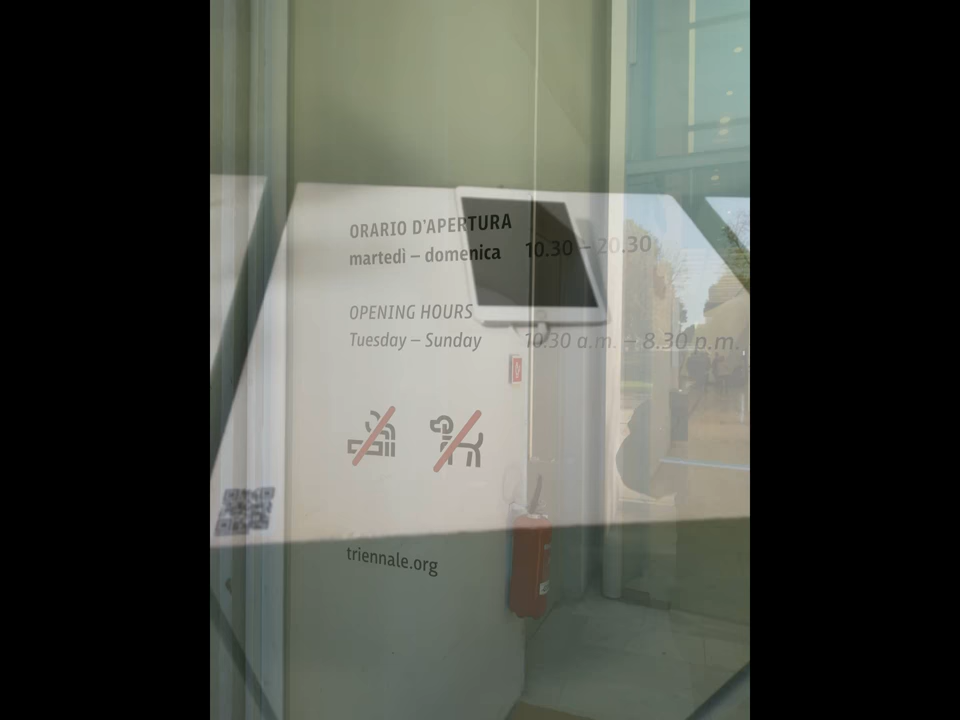 ORARIO D'APERTURA
martedì – domenica 10.30 – 20.30
OPENING HOURS
Tuesday – Sunday 10.30 a.m. – 8.30 p.m.
triennale.org